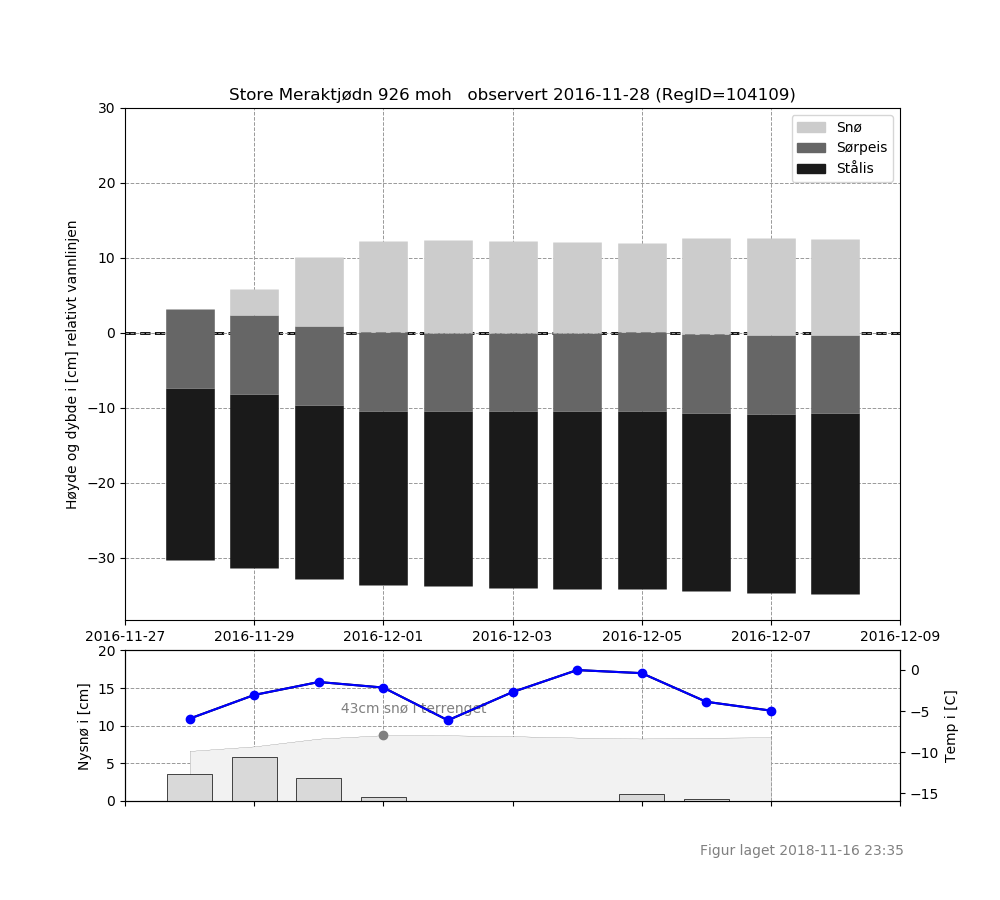 Store Meraktjødn 926 moh   observert 2016-11-28 (RegID=104109)
30
20
10
0
−10
−20
−30
Høyde og dybde i [cm] relativt vannlinjen
Snø
Sørpeis
Stålis
2016-11-27
2016-11-29
2016-12-01
2016-12-03
2016-12-05
2016-12-07
2016-12-09
20
15
10
5
0
Nysnø i [cm]
43cm snø i terrenget
0
−5
−10
−15
Temp i [C]
Figur laget 2018-11-16 23:35